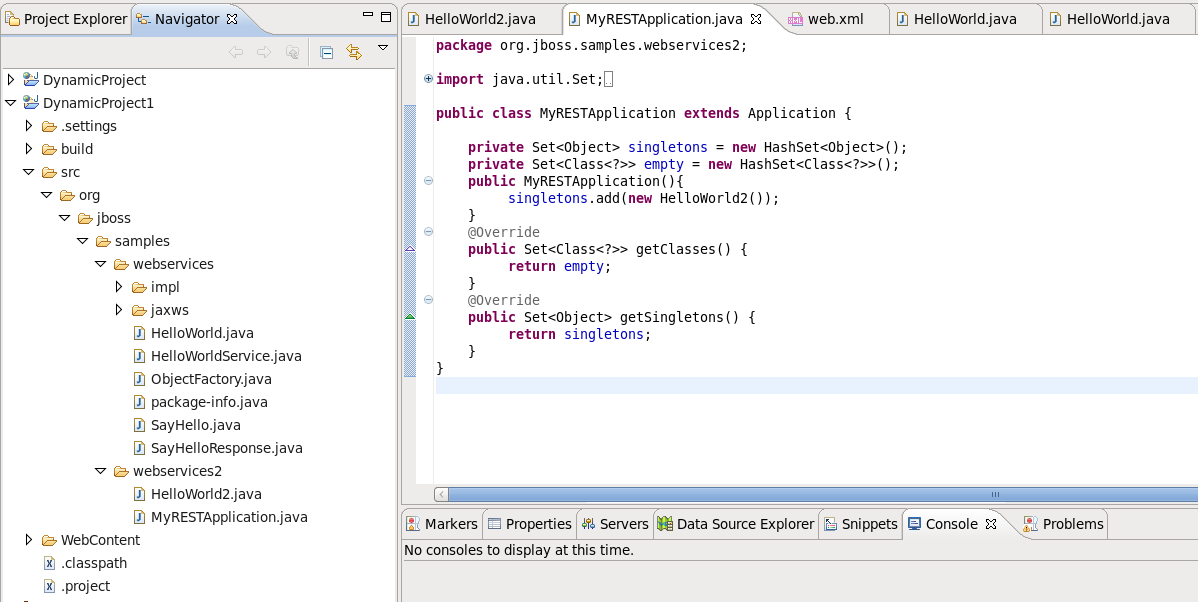 Project Explorer
Navigator
DynamicProject
DynamicProject1
.settings
build
src
org
jboss
samples
webservices
impl
jaxws
HelloWorld.java
HelloWorldService.java
ObjectFactory.java
package-info.java
SayHello.java
SayHelloResponse.java
webservices2
HelloWorld2.java
MyRESTApplication.java
WebContent
.classpath
.project
HelloWorld2.java
MyRESTApplication.java
web.xml
HelloWorld.java
HelloWorld.java
package org.jboss.samples.webservices2;
import java.util.Set;
public class MyRESTApplication extends Application {
private Set<Object> singletons = new HashSet<Object>();
private Set<Class<?>> empty = new HashSet<Class<?>>();
public MyRESTApplication(){
singletons.add(new HelloWorld2());
}
@Override
public Set<Class<?>> getClasses() {
return empty;
}
@Override
public Set<Object> getSingletons() {
return singletons;
}
}
Markers
Properties
Servers
Data Source Explorer
Snippets
Console
Problems
No consoles to display at this time.